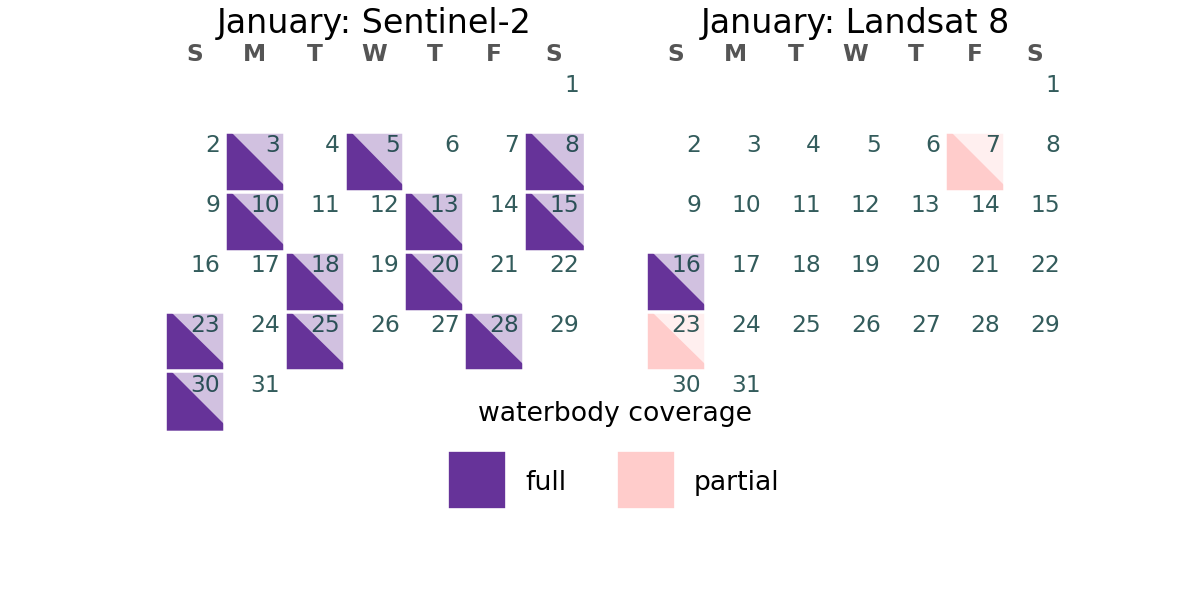 January: Sentinel-2
S M T W T F S
1
2 3 4 5 6 7 8
9 10 11 12 13 14 15
16 17 18 19 20 21 22
23 24 25 26 27 28 29
30 31
January: Landsat 8
S M T W T F S
1
2 3 4 5 6 7 8
9 10 11 12 13 14 15
16 17 18 19 20 21 22
23 24 25 26 27 28 29
30 31
waterbody coverage
full partial